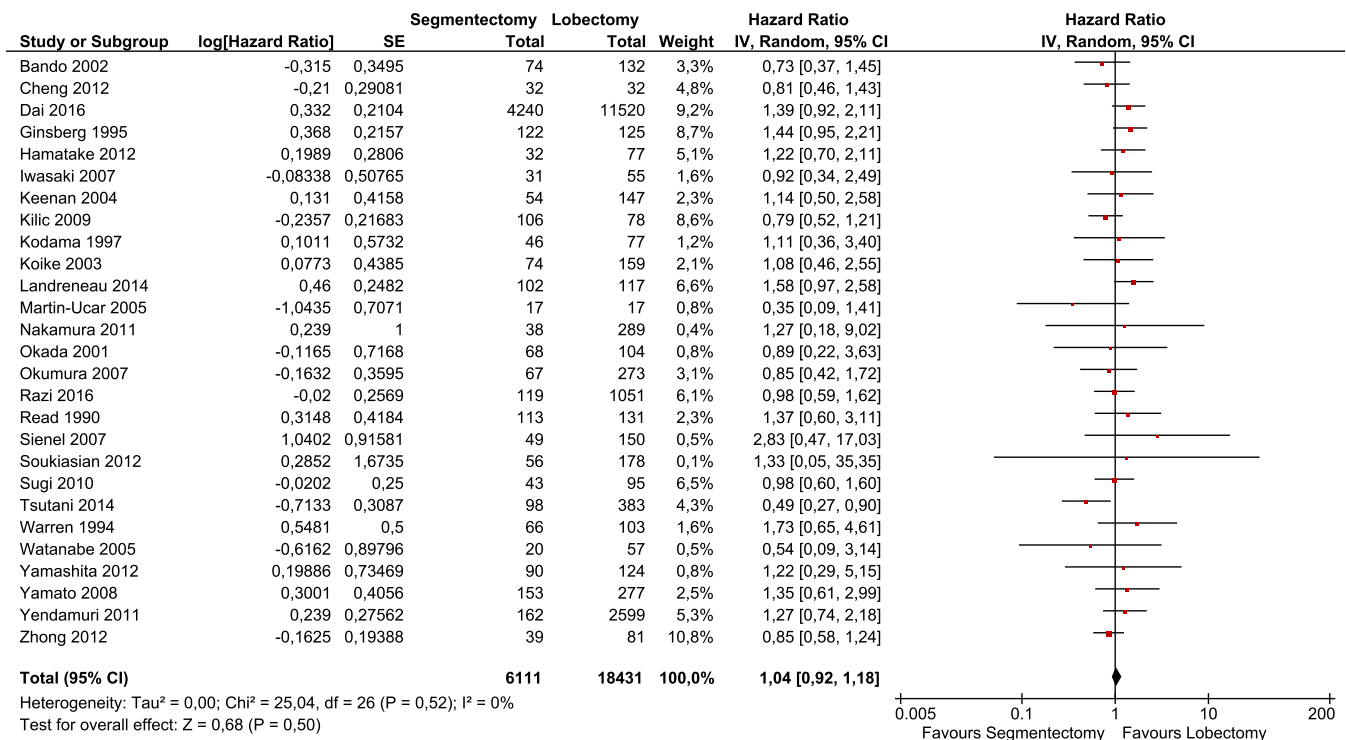 Segmentectomy Lobectomy Hazard Ratio Hazard Ratio
Study or Subgroup log[Hazard Ratio] SE Total Total Weight IV, Random, 95% CI IV, Random, 95% CI
Bando 2002 -0,315 0,3495 74 132 3,3% 0,73 [0,37, 1,45]
Cheng 2012 -0,21 0,29081 32 32 4,8% 0,81 [0,46, 1,43]
Dai 2016 0,332 0,2104 4240 11520 9,2% 1,39 [0,92, 2,11]
Ginsberg 1995 0,368 0,2157 122 125 8,7% 1,44 [0,95, 2,21]
Hamatake 2012 0,1989 0,2806 32 77 5,1% 1,22 [0,70, 2,11]
Iwasaki 2007 -0,08338 0,50765 31 55 1,6% 0,92 [0,34, 2,49]
Keenan 2004 0,131 0,4158 54 147 2,3% 1,14 [0,50, 2,58]
Kilic 2009 -0,2357 0,21683 106 78 8,6% 0,79 [0,52, 1,21]
Kodama 1997 0,1011 0,5732 46 77 1,2% 1,11 [0,36, 3,40]
Koike 2003 0,0773 0,4385 74 159 2,1% 1,08 [0,46, 2,55]
Landreneau 2014 0,46 0,2482 102 117 6,6% 1,58 [0,97, 2,58]
Martin-Ucar 2005 -1,0435 0,7071 17 17 0,8% 0,35 [0,09, 1,41]
Nakamura 2011 0,239 1 38 289 0,4% 1,27 [0,18, 9,02]
Okada 2001 -0,1165 0,7168 68 104 0,8% 0,89 [0,22, 3,63]
Okumura 2007 -0,1632 0,3595 67 273 3,1% 0,85 [0,42, 1,72]
Razi 2016 -0,02 0,2569 119 1051 6,1% 0,98 [0,59, 1,62]
Read 1990 0,3148 0,4184 113 131 2,3% 1,37 [0,60, 3,11]
Sienel 2007 1,0402 0,91581 49 150 0,5% 2,83 [0,47, 17,03]
Soukiasian 2012 0,2852 1,6735 56 178 0,1% 1,33 [0,05, 35,35]
Sugi 2010 -0,0202 0,25 43 95 6,5% 0,98 [0,60, 1,60]
Tsutani 2014 -0,7133 0,3087 98 383 4,3% 0,49 [0,27, 0,90]
Warren 1994 0,5481 0,5 66 103 1,6% 1,73 [0,65, 4,61]
Watanabe 2005 -0,6162 0,89796 20 57 0,5% 0,54 [0,09, 3,14]
Yamashita 2012 0,19886 0,73469 90 124 0,8% 1,22 [0,29, 5,15]
Yamato 2008 0,3001 0,4056 153 277 2,5% 1,35 [0,61, 2,99]
Yendamuri 2011 0,239 0,27562 162 2599 5,3% 1,27 [0,74, 2,18]
Zhong 2012 -0,1625 0,19388 39 81 10,8% 0,85 [0,58, 1,24]
Total (95% CI) 6111 18431 100,0% 1,04 [0,92, 1,18]
Heterogeneity: Tau² = 0,00; Chi² = 25,04, df = 26 (P = 0,52); I² = 0%
Test for overall effect: Z = 0,68 (P = 0,50)
0.005 0.1 1 10 200
Favours Segmentectomy Favours Lobectomy